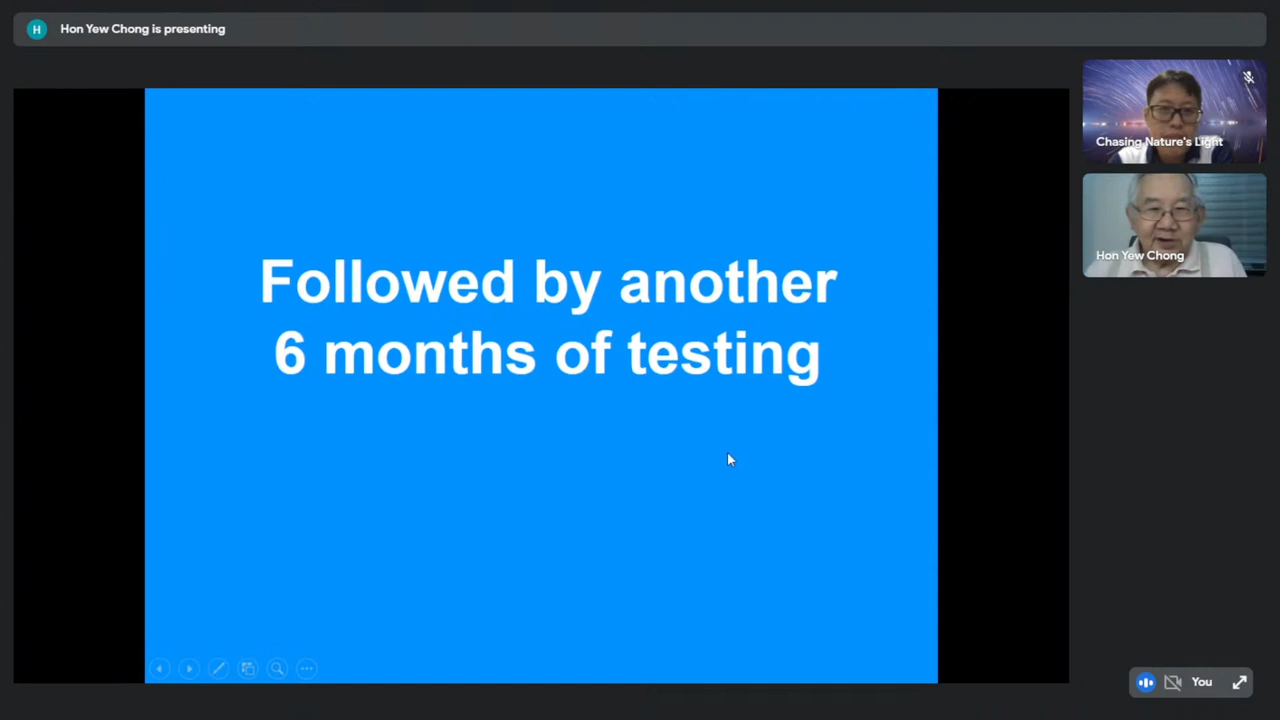 H
Hon Yew Chong is presenting
Chasing Nature's Light
Hon Yew Chong
Followed by another
6 months of testing
You